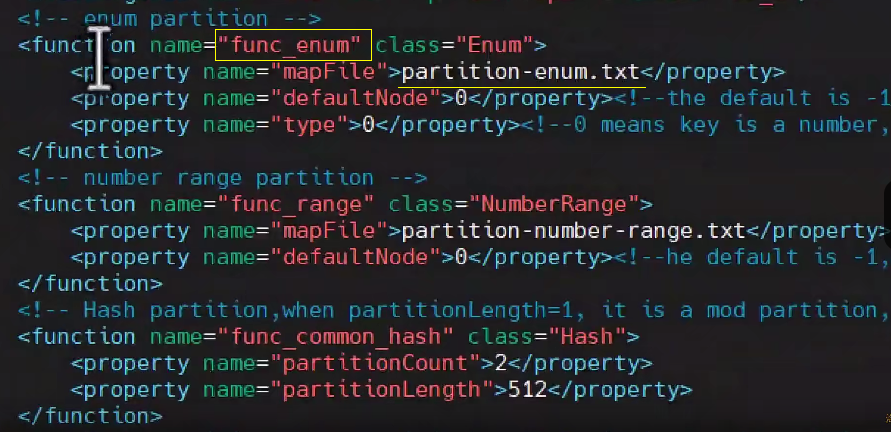 <!-- enum partition -->
<function name="func_enum" class="Enum">
<property name="mapFile">partition-enum.txt</property>
<property name="defaultNode">0</property><!--the default is -1
<property name="type">0</property><!--0 means key is a number,
</function>
<!-- number range partition -->
<function name="func_range" class="NumberRange">
<property name="mapFile">partition-number-range.txt</property>
<property name="defaultNode">0</property><!--he default is -1,
</function>
<!-- Hash partition,when partitionLength=1, it is a mod partition,
<function name="func_common_hash" class="Hash">
<property name="partitionCount">2</property>
<property name="partitionLength">512</property>
</function>